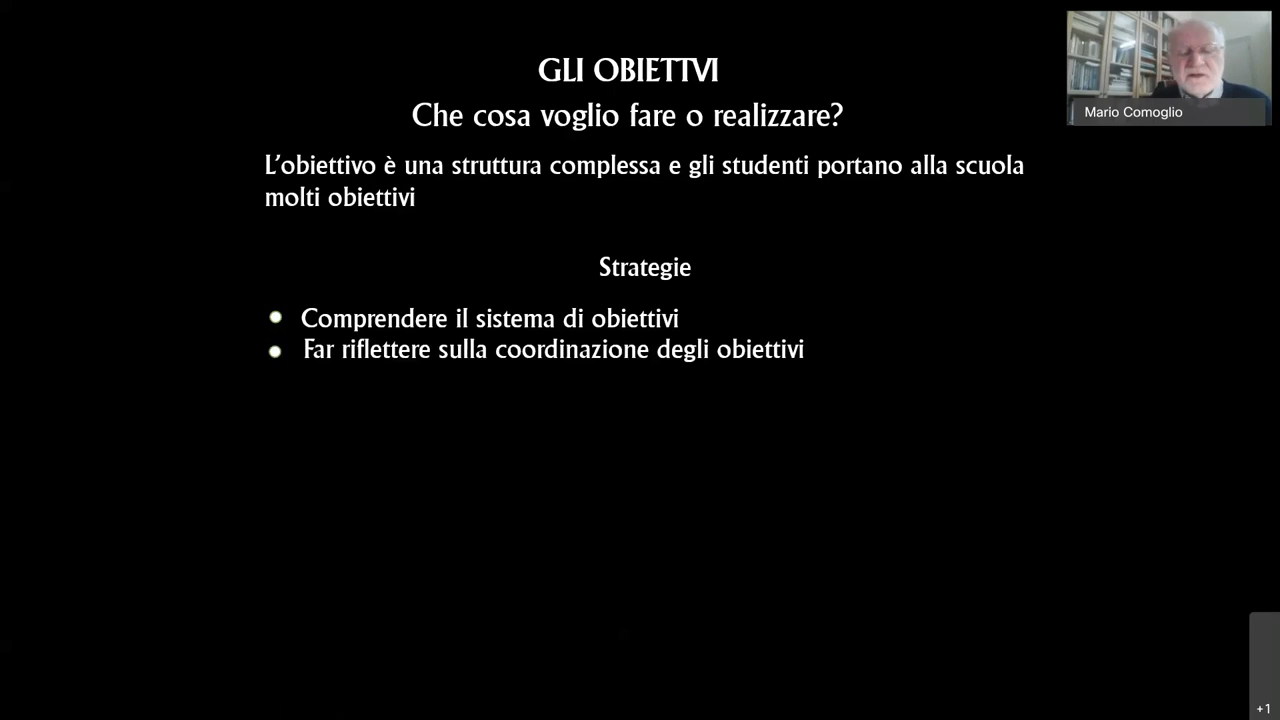 GLI OBIETTVI
Che cosa voglio fare o realizzare?
L'obiettivo è una struttura complessa e gli studenti portano alla scuola
molti obiettivi
Strategie
Comprendere il sistema di obiettivi
Far riflettere sulla coordinazione degli obiettivi
Mario Comoglio
+1